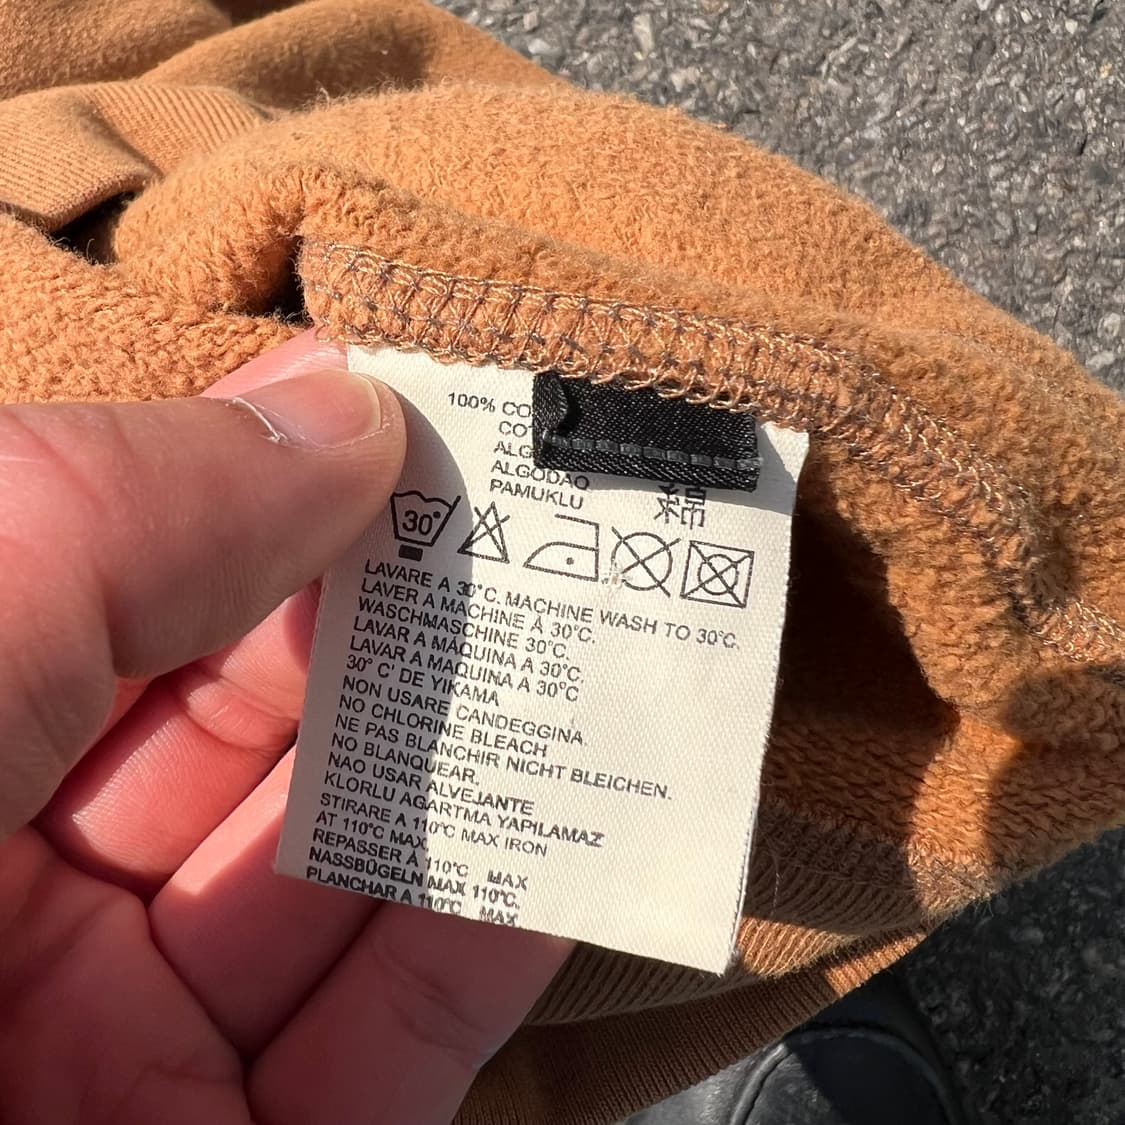 100% CO
CO
ALG
ALGODAO
PAMUKLU
綿
30°
LAVARE A 30°C. MACHINE WASH TO 30°C.
LAVER A MACHINE À 30°C.
WASCHMASCHINE 30°C.
LAVAR A MÁQUINA A 30°C.
LAVAR A MAQUINA A 30°C
30° C' DE YIKAMA
NON USARE CANDEGGINA.
NO CHLORINE BLEACH
NE PAS BLANCHIR NICHT BLEICHEN.
NO BLANQUEAR.
NAO USAR ALVEJANTE
KLORLU AGARTMA YAPILAMAZ
STIRARE A 110°C MAX IRON
AT 110°C MAX
REPASSER À 110°C MAX
NASSBÜGELN MAX 110°C.
PLANCHAR A 110°C MAX